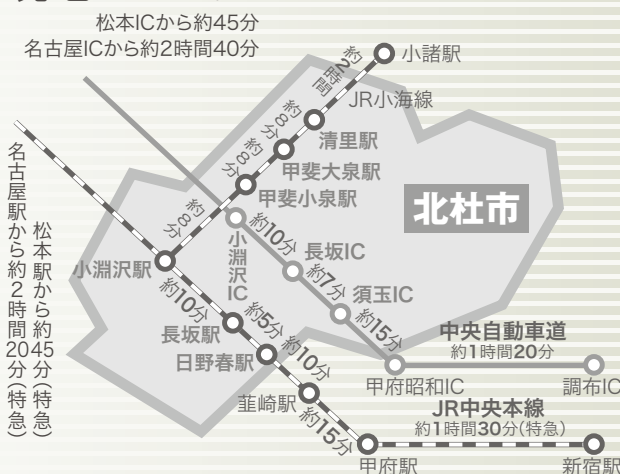 松本ICから約45分
名古屋ICから約2時間40分
小諸駅
約2時間
JR小海線
清里駅
約8分
甲斐大泉駅
約8分
甲斐小泉駅
約8分
北杜市
小淵沢駅
小淵沢IC
約10分
長坂IC
約7分
須玉IC
約15分
中央自動車道
約1時間20分
甲府昭和IC
調布IC
約10分
長坂駅
約5分
日野春駅
約10分
韮崎駅
約15分
JR中央本線
約1時間30分(特急)
甲府駅
新宿駅
松本駅から約45分(特急)
名古屋駅から約2時間20分(特急)